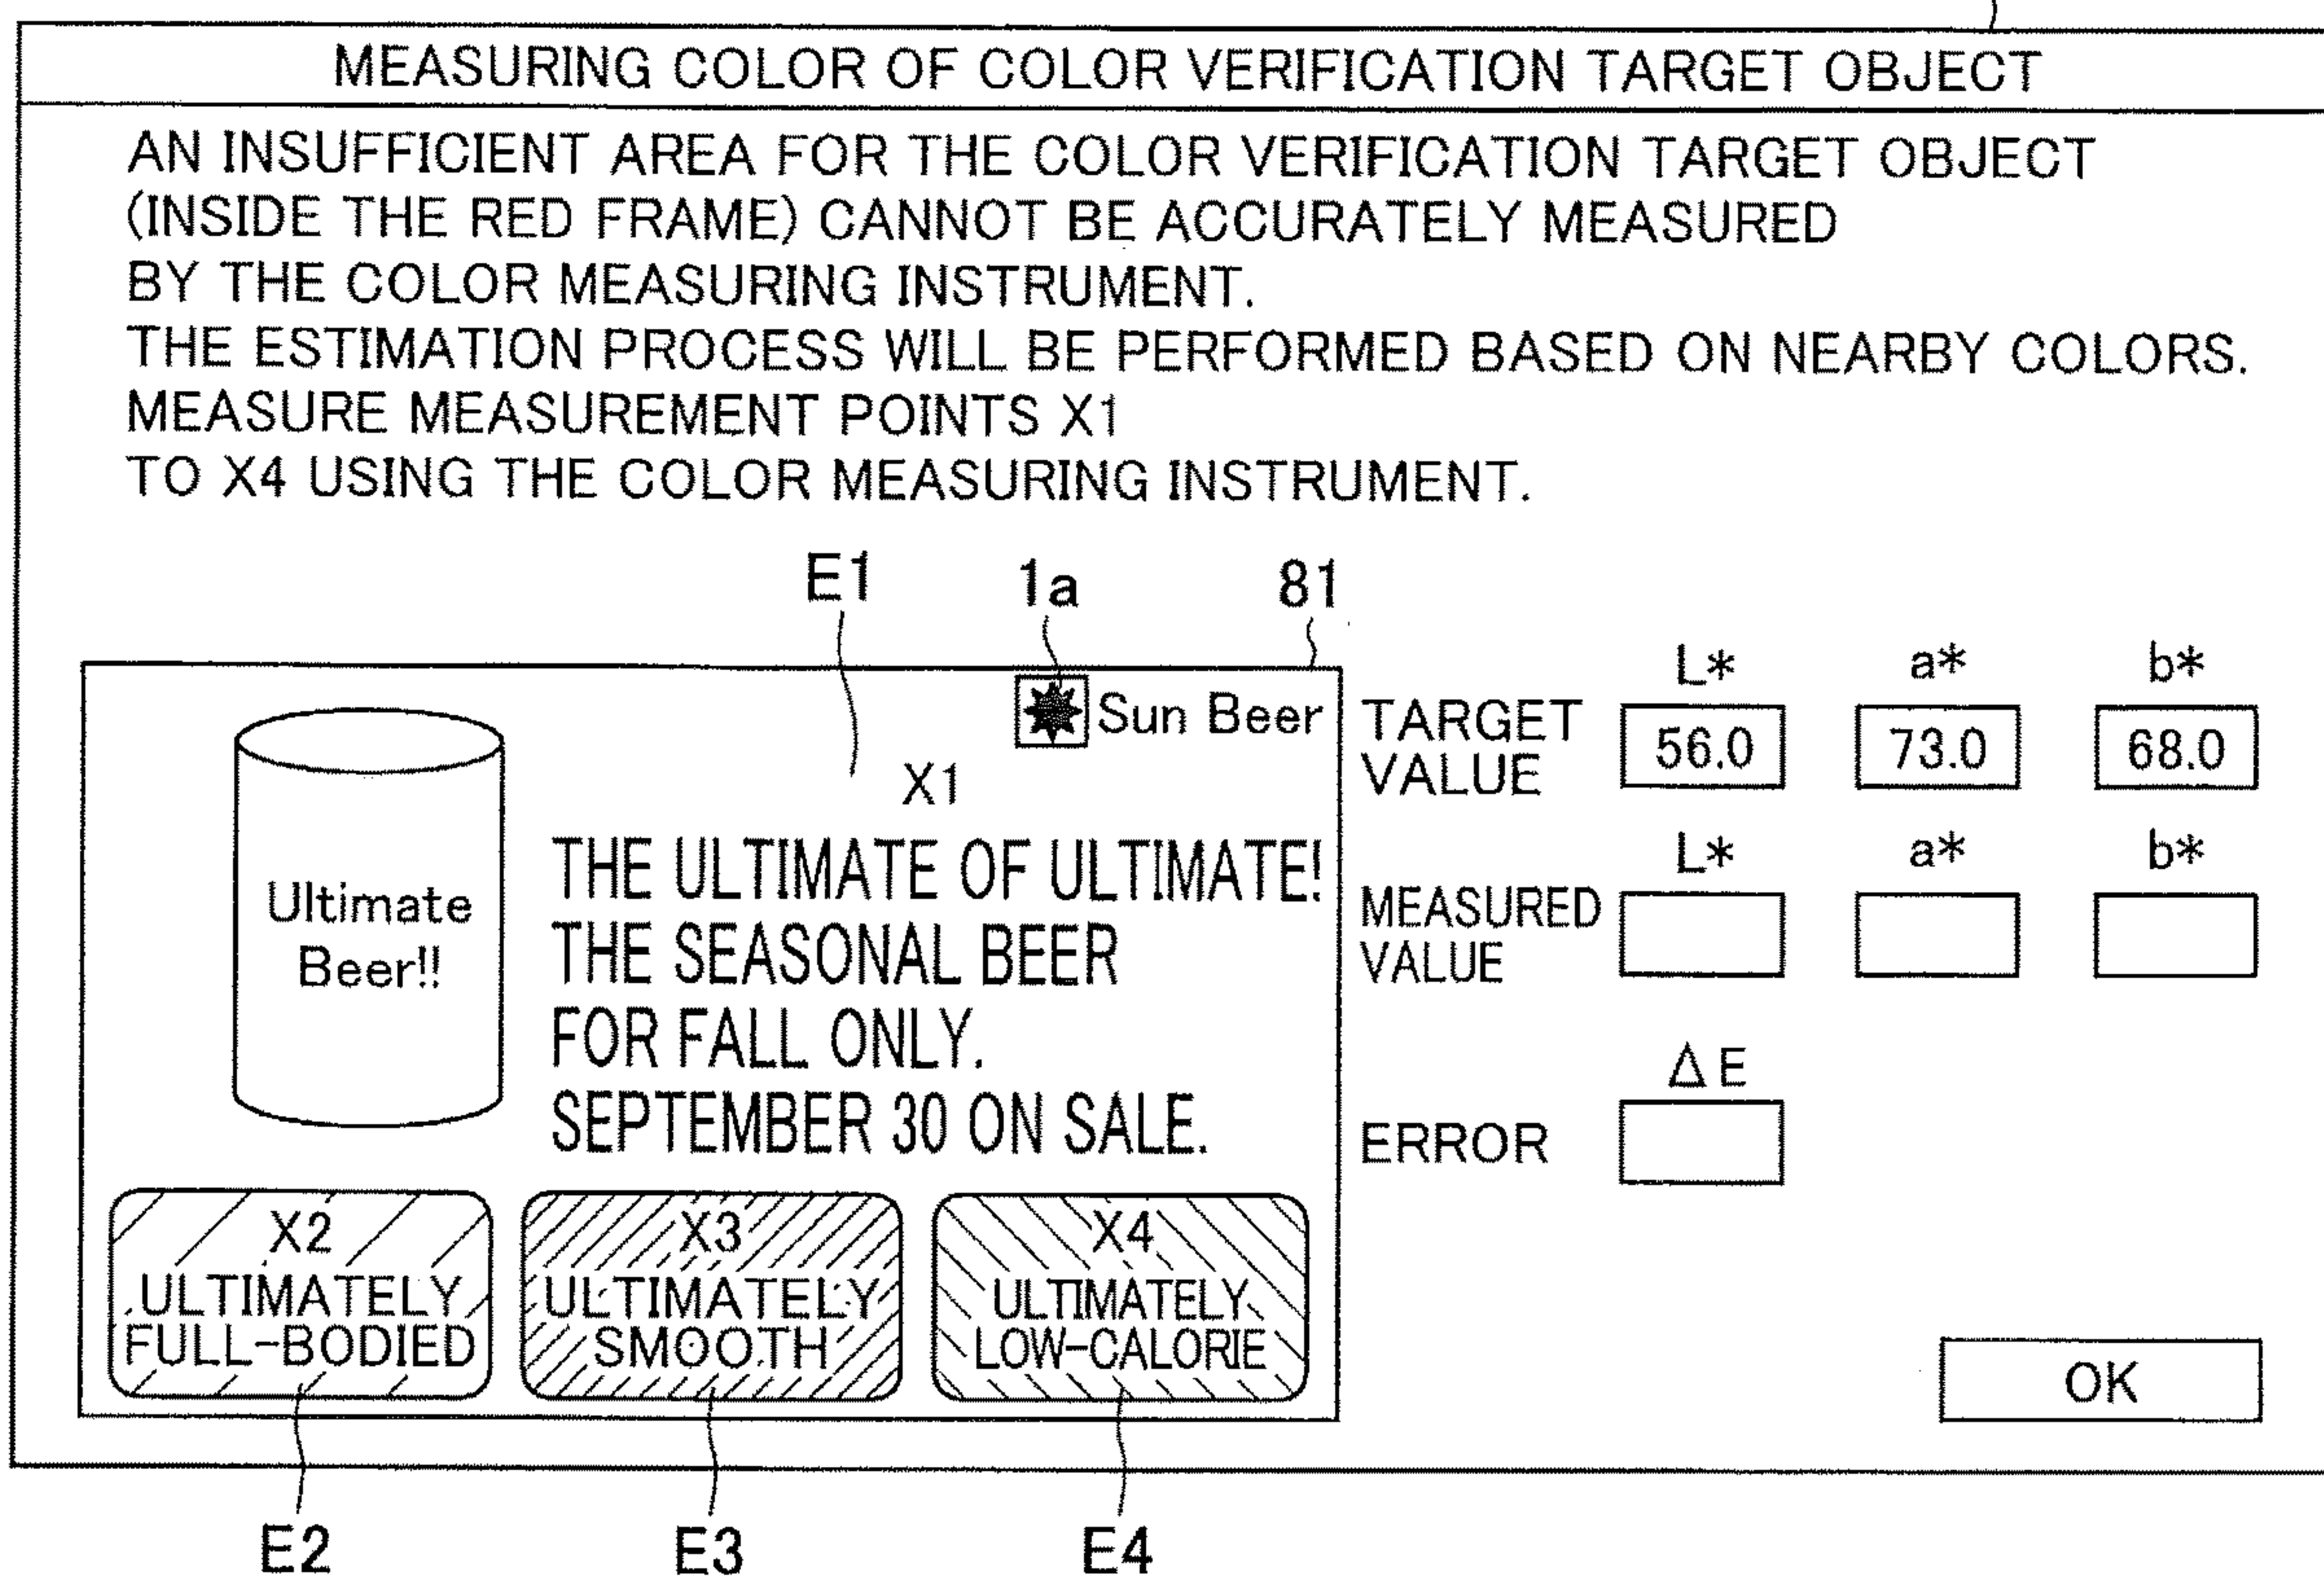 MEASURING COLOR OF COLOR VERIFICATION TARGET OBJECT
AN INSUFFICIENT AREA FOR THE COLOR VERIFICATION TARGET OBJECT
(INSIDE THE RED FRAME) CANNOT BE ACCURATELY MEASURED
BY THE COLOR MEASURING INSTRUMENT.
THE ESTIMATION PROCESS WILL BE PERFORMED BASED ON NEARBY COLORS.
MEASURE MEASUREMENT POINTS X1
TO X4 USING THE COLOR MEASURING INSTRUMENT.
E1 1a 81
Sun Beer
X1
Ultimate
Beer!!
THE ULTIMATE OF ULTIMATE!
THE SEASONAL BEER
FOR FALL ONLY.
SEPTEMBER 30 ON SALE.
X2
ULTIMATELY
FULL-BODIED
X3
ULTIMATELY
SMOOTH
X4
ULTIMATELY
LOW-CALORIE
E2 E3 E4
L* a* b*
TARGET
VALUE
56.0 73.0 68.0
L* a* b*
MEASURED
VALUE
ΔE
ERROR
OK